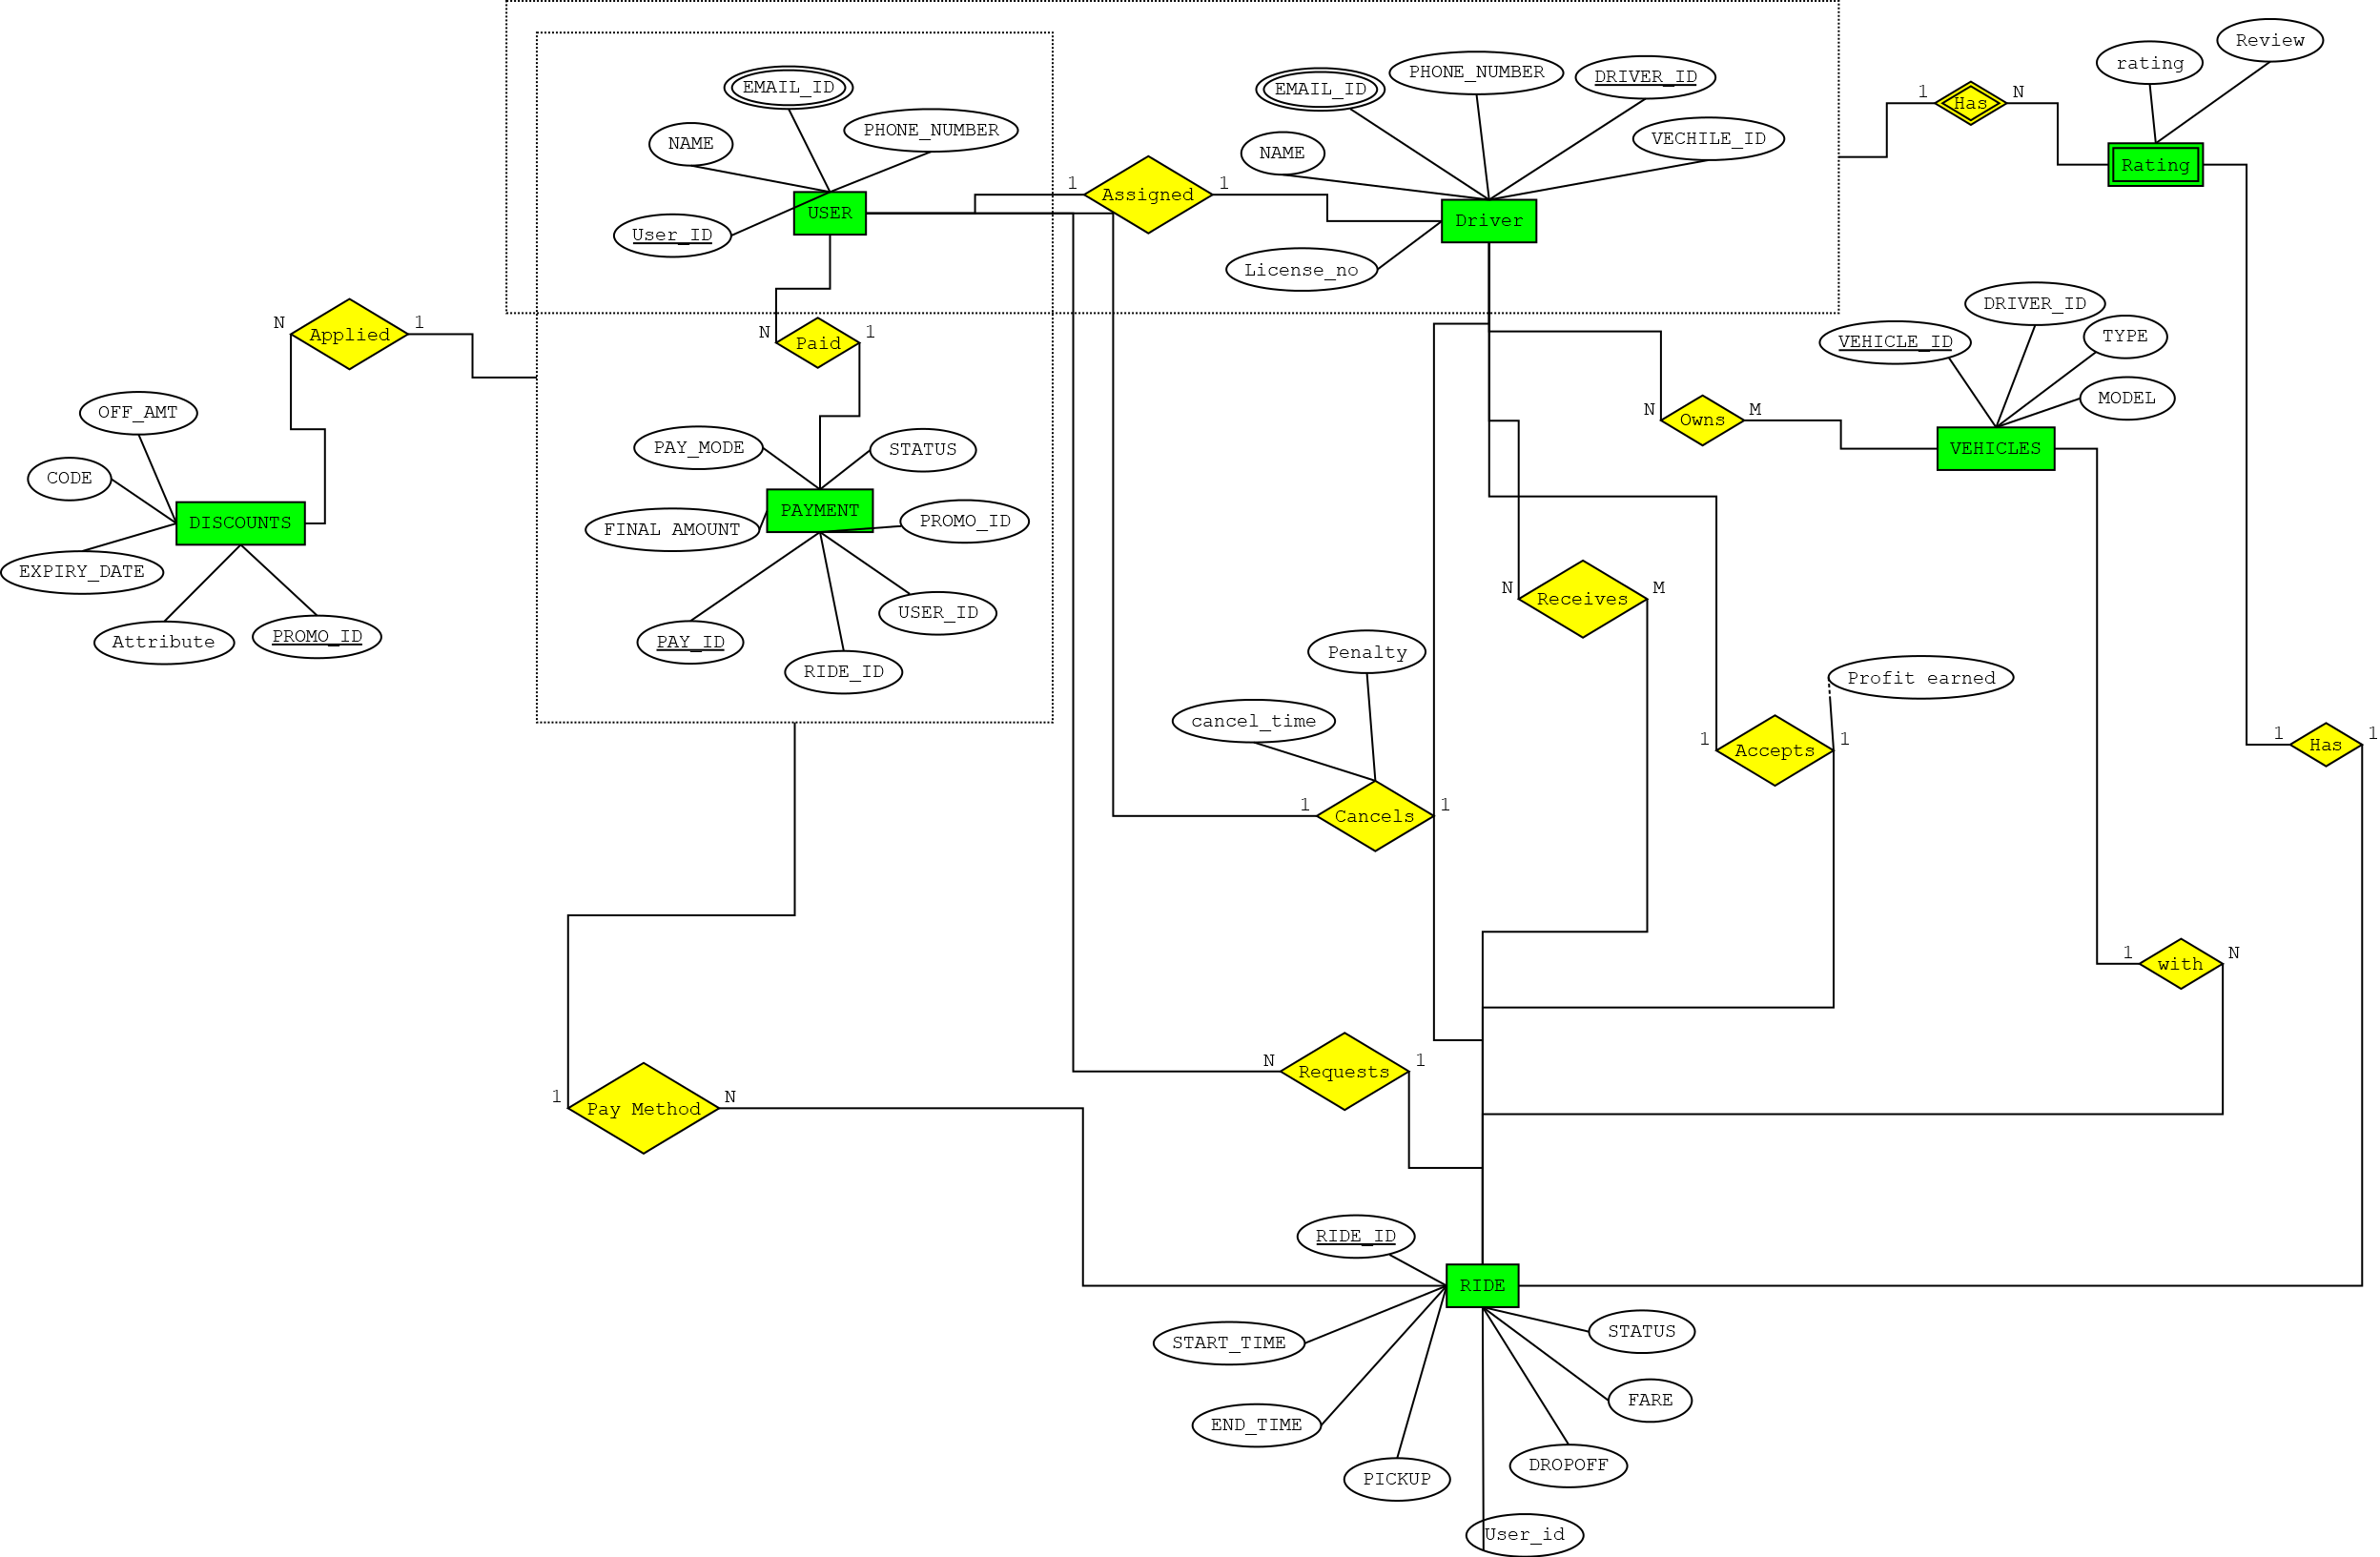 Review
rating
EMAIL_ID
PHONE_NUMBER
NAME
User_ID
USER
1
Assigned
1
EMAIL_ID
PHONE_NUMBER
DRIVER_ID
NAME
VECHILE_ID
Driver
License_no
1
Has
N
Rating
N
Applied
1
N
Paid
1
VEHICLE_ID
DRIVER_ID
TYPE
MODEL
N
Owns
M
VEHICLES
OFF_AMT
CODE
DISCOUNTS
EXPIRY_DATE
Attribute
PROMO_ID
PAY_MODE
STATUS
PAYMENT
FINAL AMOUNT
PROMO_ID
USER_ID
PAY_ID
RIDE_ID
N
Receives
M
Penalty
cancel_time
1
Cancels
1
Profit earned
1
Accepts
1
1
Has
1
1
with
N
N
Requests
1
1
Pay Method
N
RIDE_ID
RIDE
START_TIME
STATUS
END_TIME
FARE
PICKUP
DROPOFF
User_id